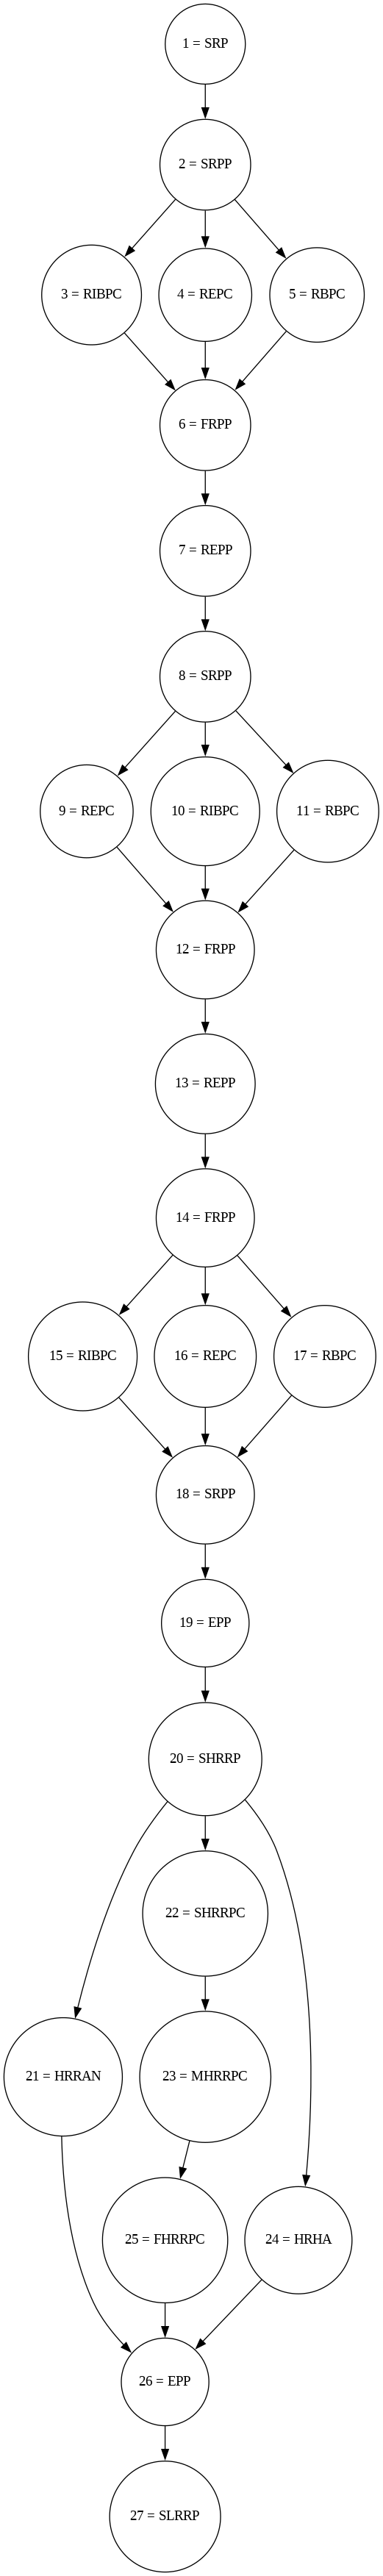 1 = SRP
2 = SRPP
3 = RIBPC
4 = REPC
5 = RBPC
6 = FRPP
7 = REPP
8 = SRPP
9 = REPC
10 = RIBPC
11 = RBPC
12 = FRPP
13 = REPP
14 = FRPP
15 = RIBPC
16 = REPC
17 = RBPC
18 = SRPP
19 = EPP
20 = SHRRP
22 = SHRRPC
21 = HRRAN
23 = MHRRPC
25 = FHRRPC
24 = HRHA
26 = EPP
27 = SLRRP